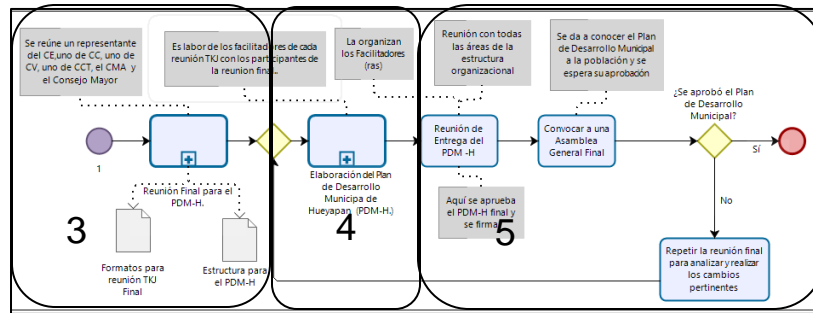 Se reúne un representante
del CE,uno de CC, uno de
CV, uno de CCT, el CMA y
el Consejo Mayor
Es labor de los facilitadores de cada
reunión TKJ con los participantes de
la reunion final..
La organizan
los Facilitadores
(ras)
Reunión con todas
las áreas de la
estructura
organizacional
Se da a conocer el Plan
de Desarrollo Municipal
a la población y se
espera su aprobación
¿Se aprobó el Plan
de Desarrollo
Municipal?
1
Reunión Final para el
PDM-H.
Elaboración del Plan
de Desarrollo
Municipa de
Hueyapan (PDM-H.)
Reunión de
Entrega del
PDM -H
Convocar a una
Asamblea
General Final
Sí
No
Aquí se aprueba
el PDM-H final y
se firma
3
4
5
Formatos para
reunión TKJ
Final
Estructura para
el PDM-H
Repetir la reunión final
para analizar y realizar
los cambios
pertinentes